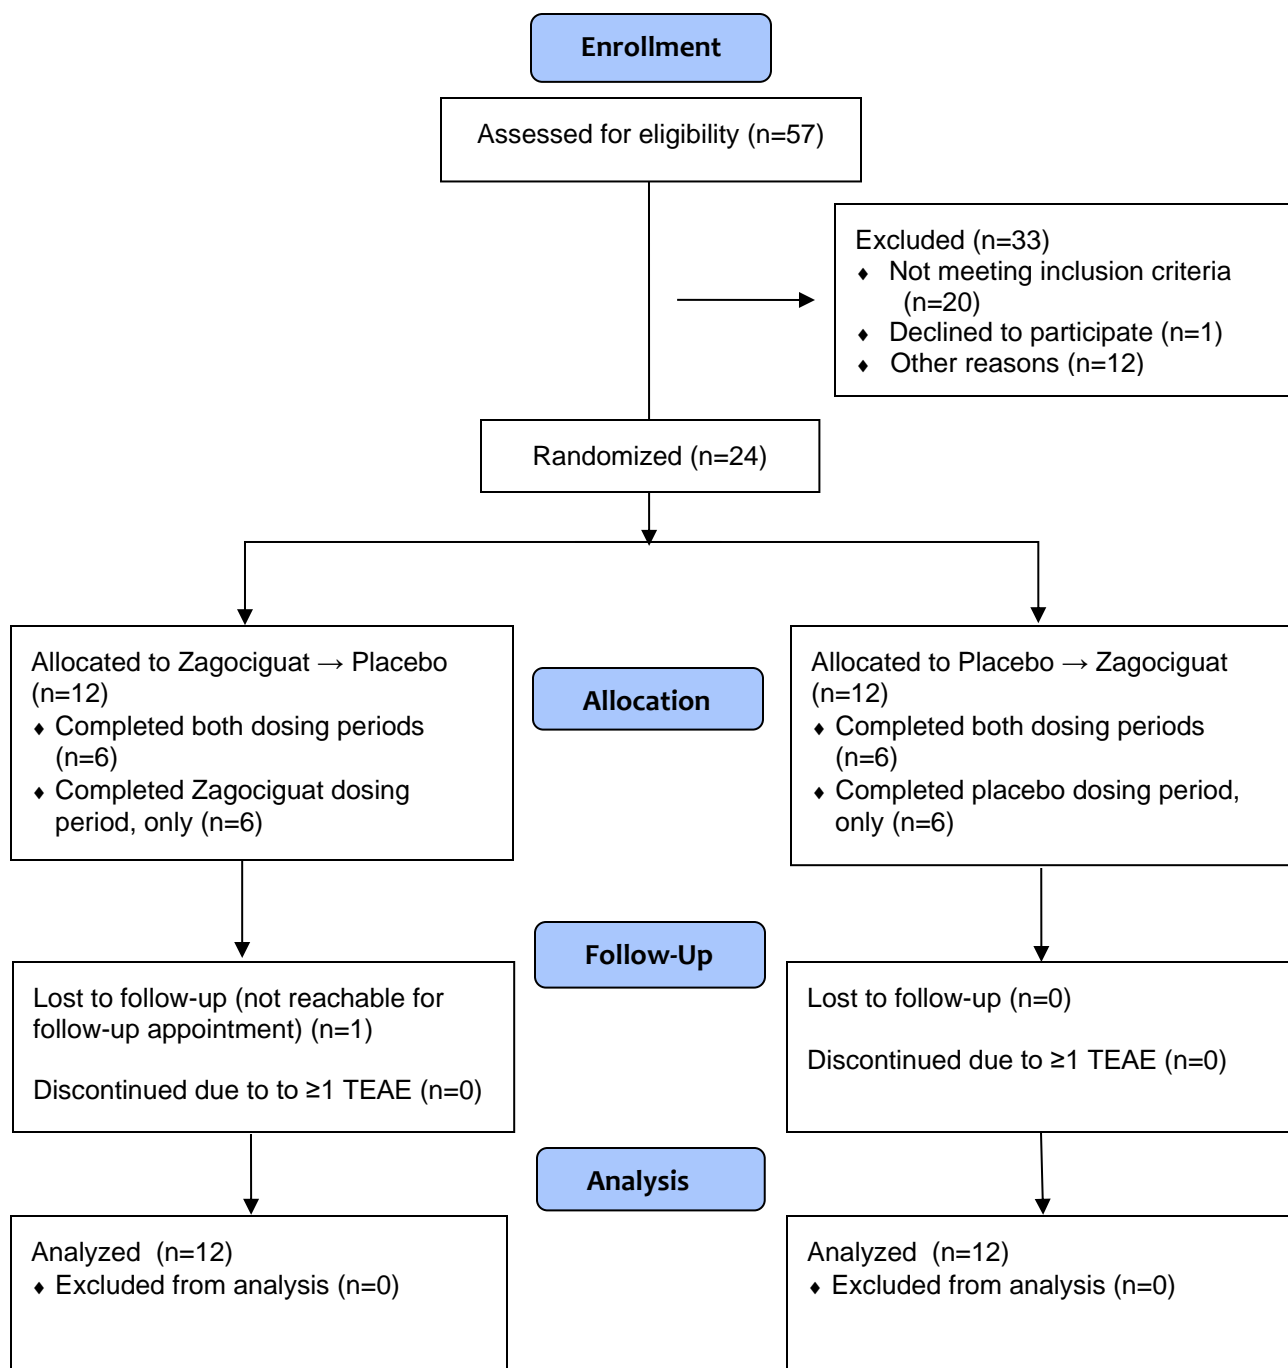 Enrollment
Assessed for eligibility (n=57)
Excluded (n=33)
♦ Not meeting inclusion criteria
(n=20)
♦ Declined to participate (n=1)
♦ Other reasons (n=12)
Randomized (n=24)
Allocated to Zagociguat → Placebo
(n=12)
♦ Completed both dosing periods
(n=6)
♦ Completed Zagociguat dosing
period, only (n=6)
Allocation
Allocated to Placebo → Zagociguat
(n=12)
♦ Completed both dosing periods
(n=6)
♦ Completed placebo dosing period,
only (n=6)
Follow-Up
Lost to follow-up (not reachable for
follow-up appointment) (n=1)
Discontinued due to to ≥1 TEAE (n=0)
Lost to follow-up (n=0)
Discontinued due to ≥1 TEAE (n=0)
Analysis
Analyzed (n=12)
♦ Excluded from analysis (n=0)
Analyzed (n=12)
♦ Excluded from analysis (n=0)